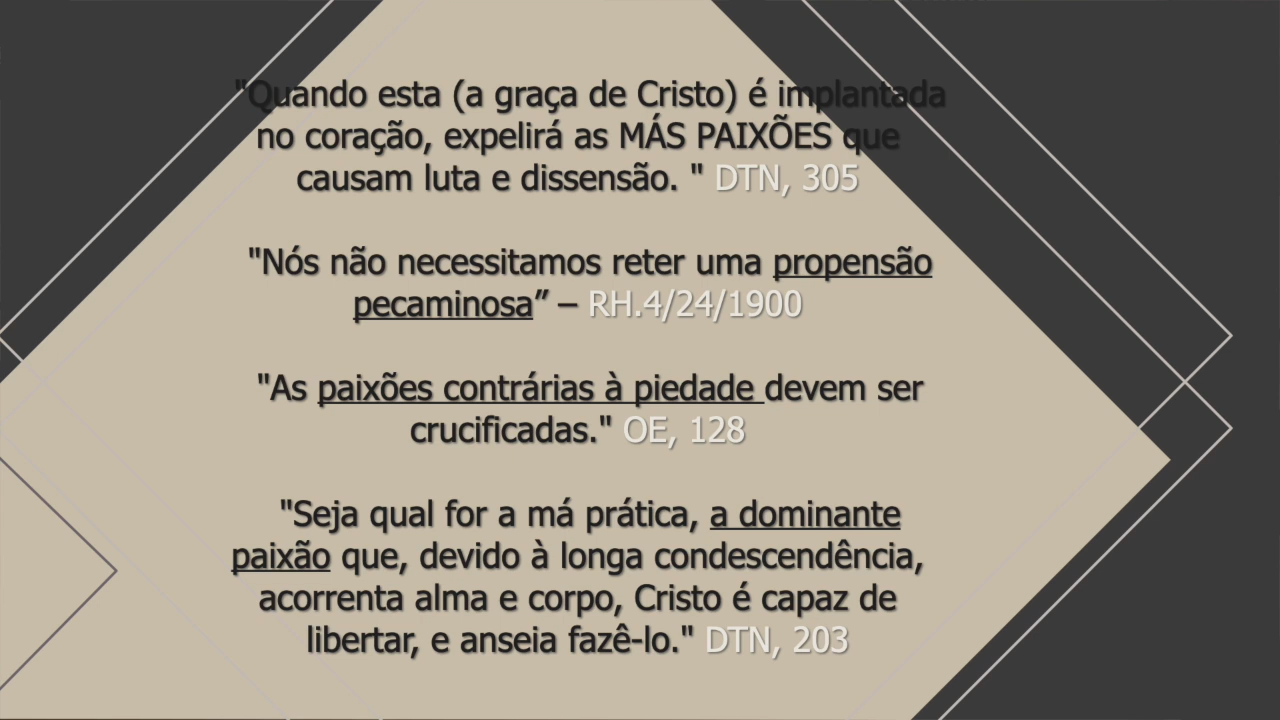 "Quando esta (a graça de Cristo) é implantada
no coração, expelirá as MÁS PAIXÕES que
causam luta e dissensão. " DTN, 305
"Nós não necessitamos reter uma propensão
pecaminosa” – RH.4/24/1900
"As paixões contrárias à piedade devem ser
crucificadas." OE, 128
"Seja qual for a má prática, a dominante
paixão que, devido à longa condescendência,
acorrenta alma e corpo, Cristo é capaz de
libertar, e anseia fazê-lo." DTN, 203